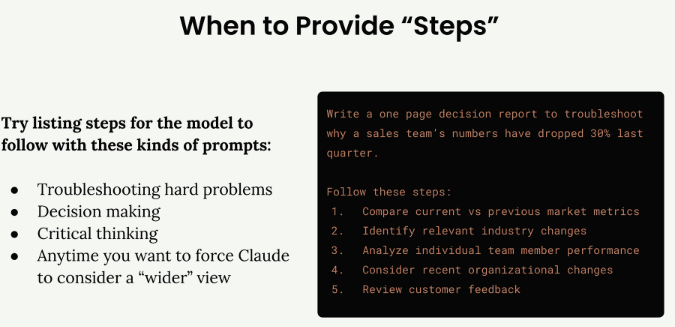 When to Provide “Steps”
Try listing steps for the model to
follow with these kinds of prompts:
● Troubleshooting hard problems
● Decision making
● Critical thinking
● Anytime you want to force Claude
to consider a “wider” view
Write a one page decision report to troubleshoot
why a sales team’s numbers have dropped 30% last
quarter.
Follow these steps:
1. Compare current vs previous market metrics
2. Identify relevant industry changes
3. Analyze individual team member performance
4. Consider recent organizational changes
5. Review customer feedback